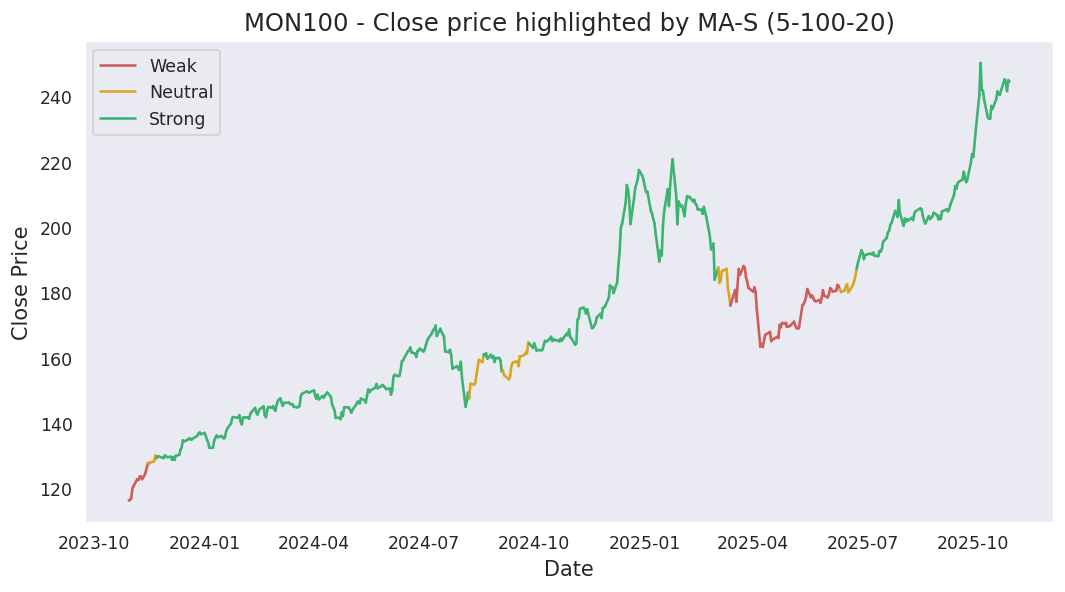 MON100 - Close price highlighted by MA-S (5-100-20)
Weak
Neutral
Strong
Close Price
240
220
200
180
160
140
120
2023-10 2024-01 2024-04 2024-07 2024-10 2025-01 2025-04 2025-07 2025-10
Date